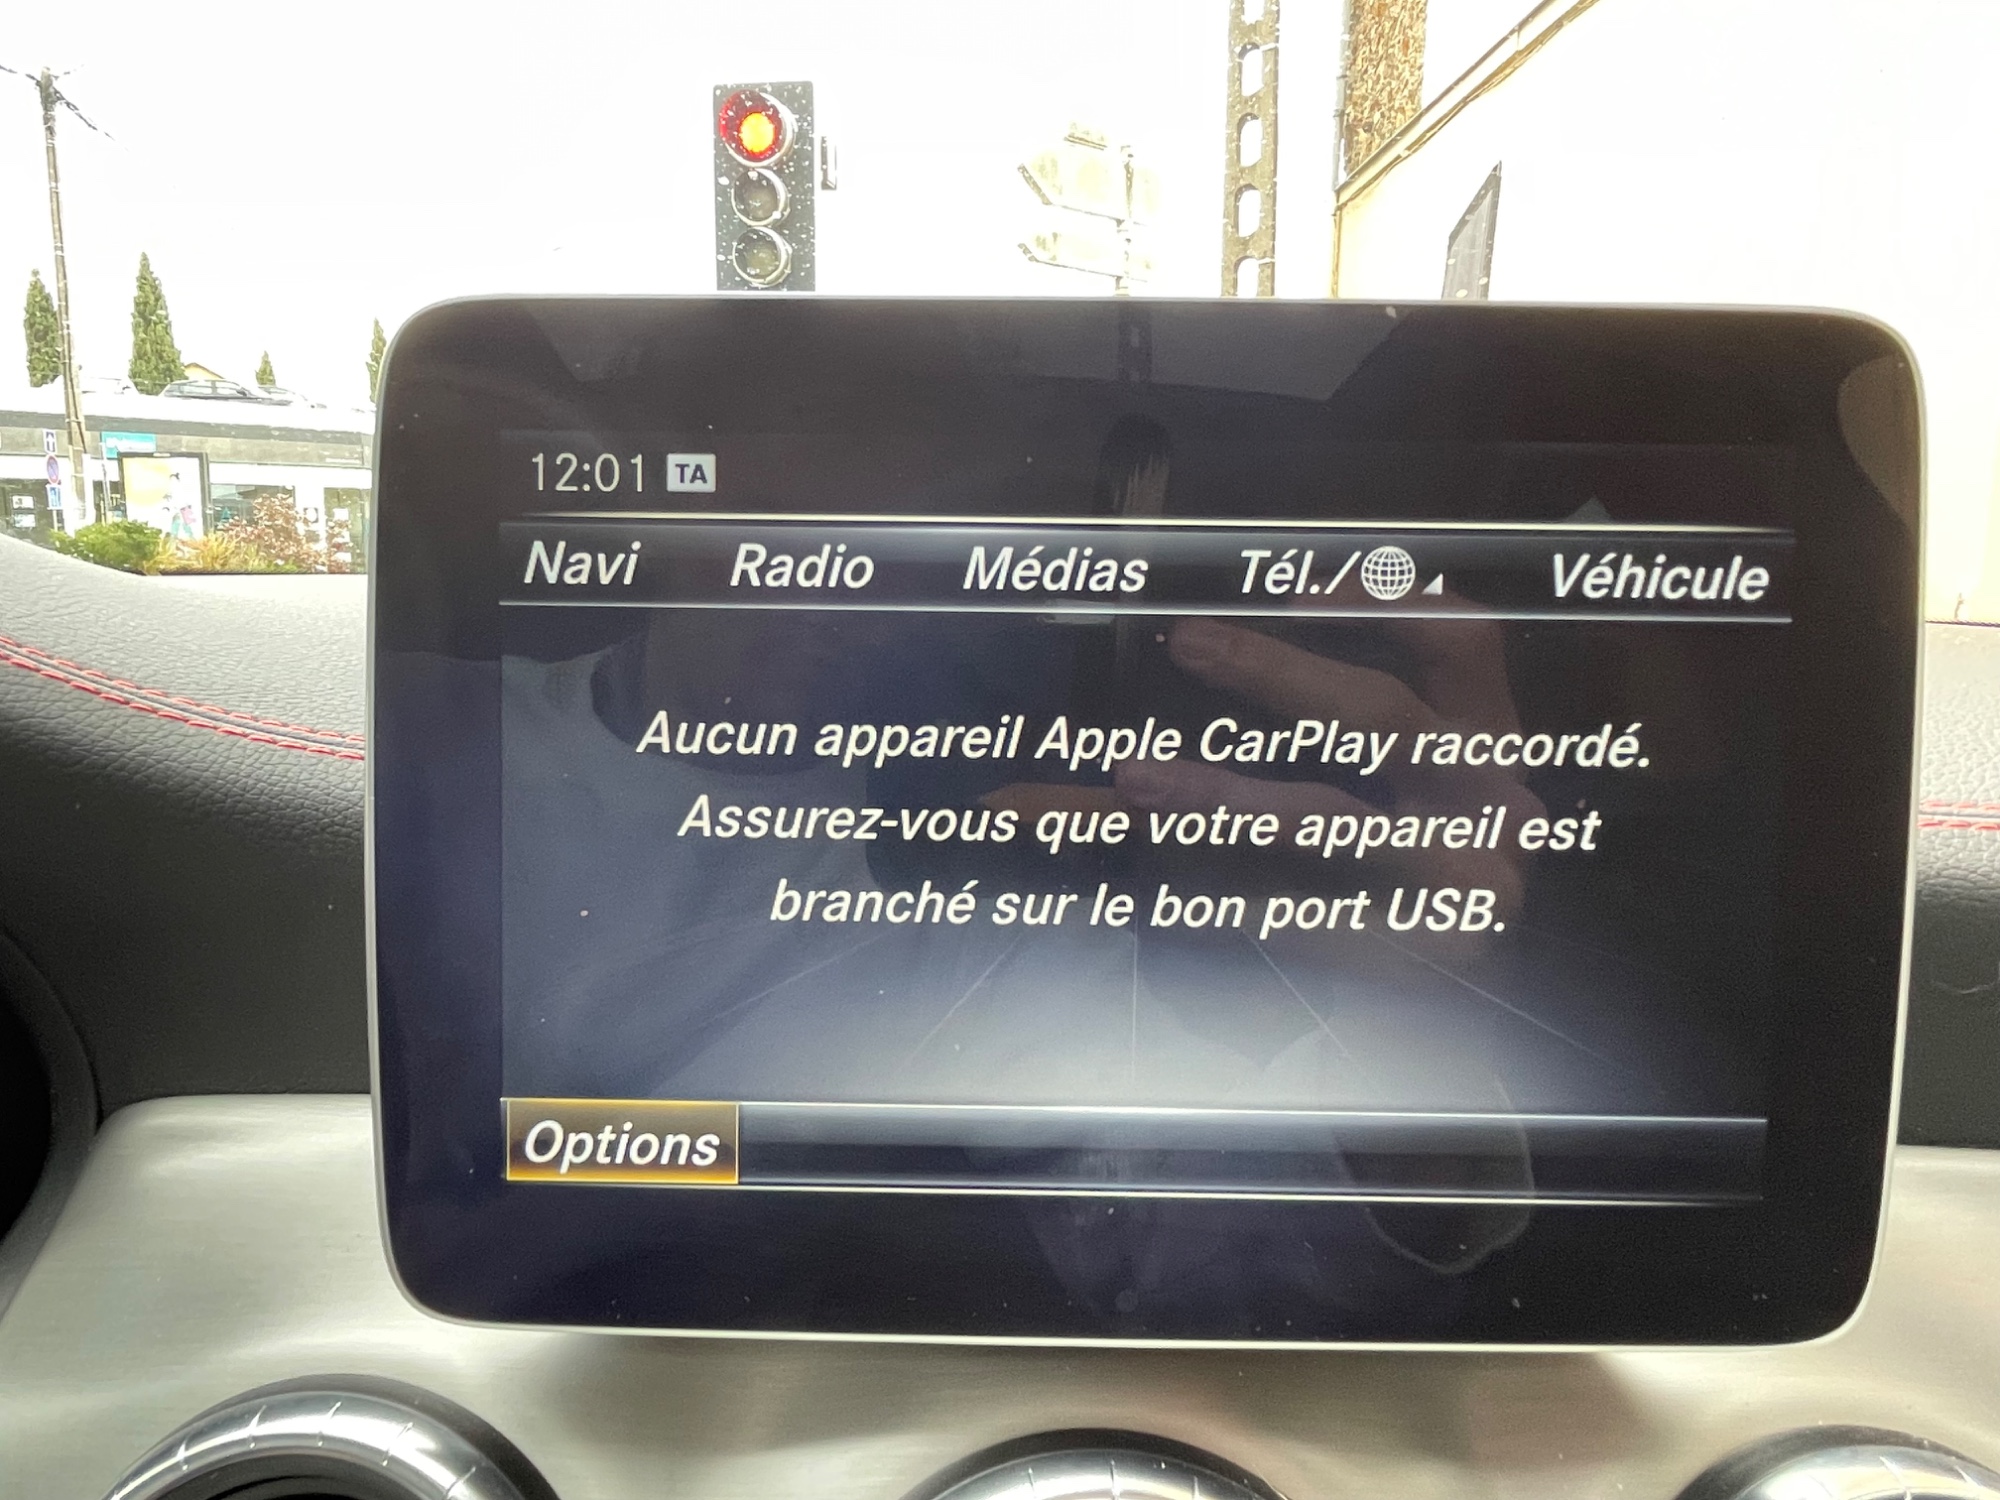 12:01 TA
Navi Radio Médias Tél./ Véhicule
Aucun appareil Apple CarPlay raccordé.
Assurez-vous que votre appareil est
branché sur le bon port USB.
Options